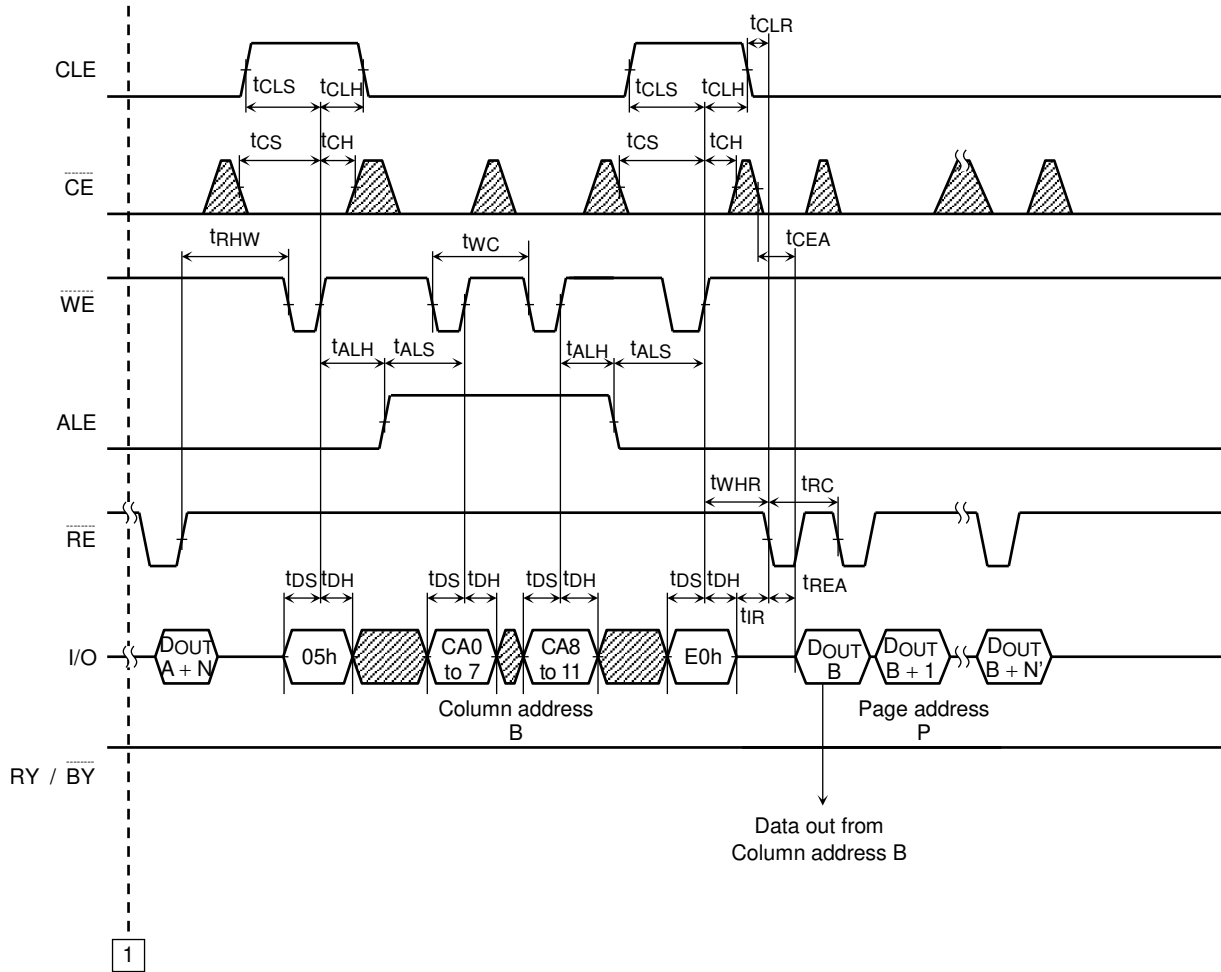 tCLR
CLE
tCLS tCLH tCLS tCLH
tCS tCH tCS tCH
CE
tRHW tWC tCEA
WE
tALH tALS tALH tALS
ALE
tWHR tRC
RE
tDS tDH tDS tDH tDS tDH tDS tDH tREA
tIR
I/O
DOUT
A + N
05h
CA0
to 7
CA8
to 11
E0h
DOUT
B
DOUT
B + 1
DOUT
B + N’
Column address
B
Page address
P
RY / BY
Data out from
Column address B
1